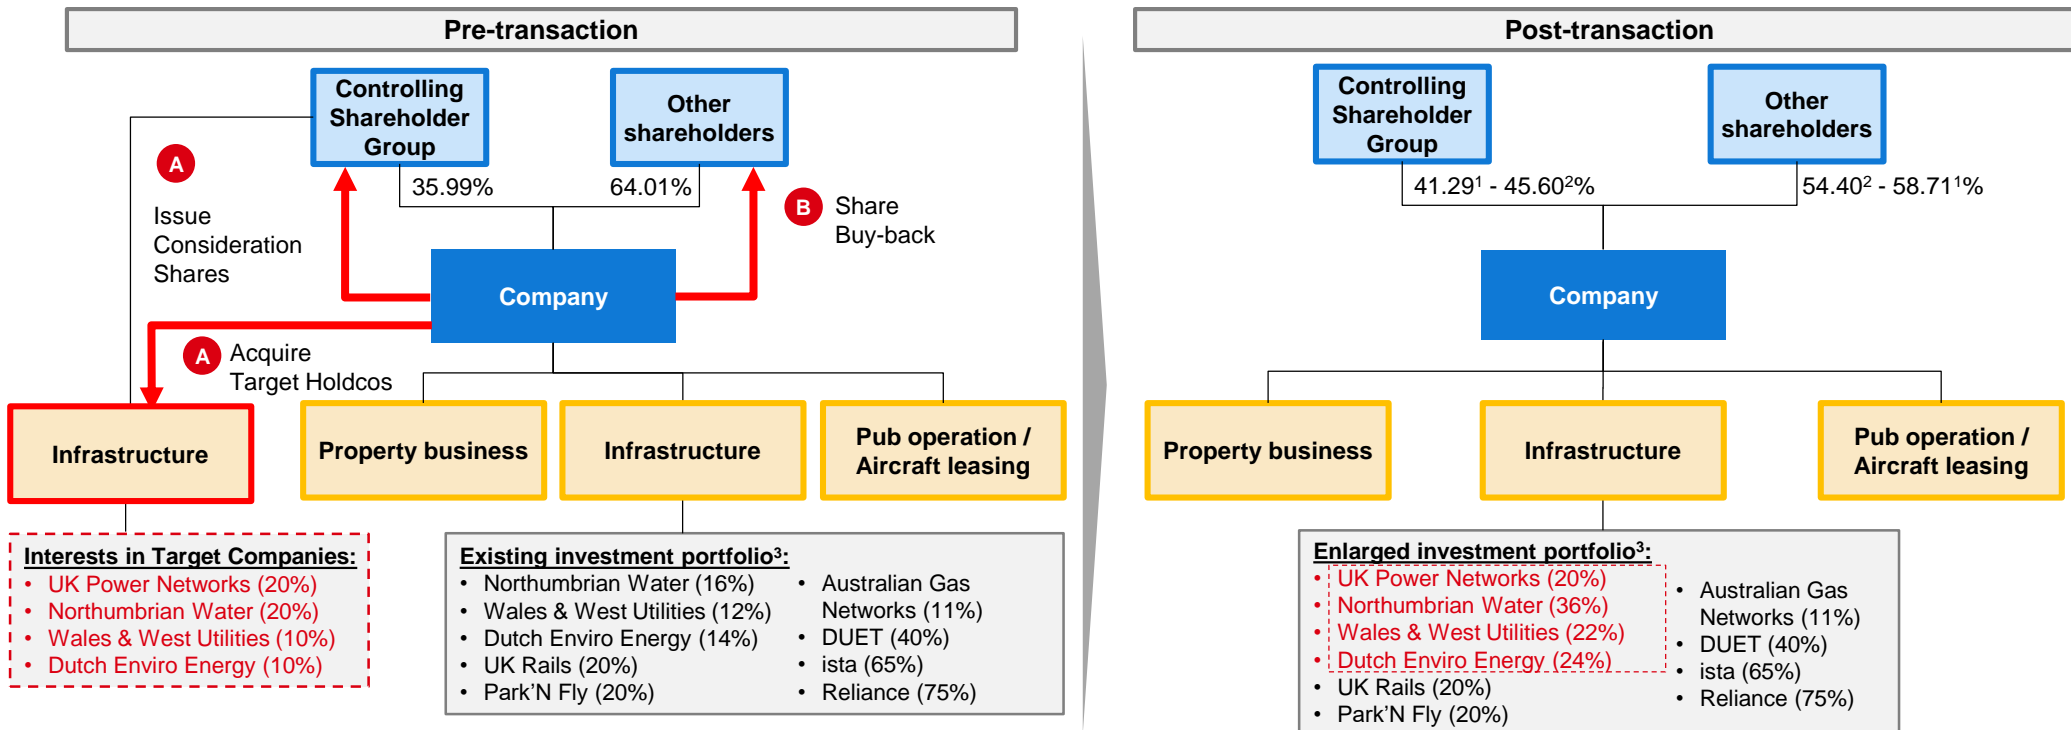 Pre-transaction
Controlling
Shareholder
Group
Other
shareholders
A
35.99%
64.01%
Issue
Consideration
Shares
B
Share
Buy-back
Company
A
Acquire
Target Holdcos
Infrastructure
Property business
Infrastructure
Pub operation /
Aircraft leasing
Interests in Target Companies:
• UK Power Networks (20%)
• Northumbrian Water (20%)
• Wales & West Utilities (10%)
• Dutch Enviro Energy (10%)
Existing investment portfolio³:
• Northumbrian Water (16%)
• Wales & West Utilities (12%)
• Dutch Enviro Energy (14%)
• UK Rails (20%)
• Park'N Fly (20%)
• Australian Gas
Networks (11%)
• DUET (40%)
• ista (65%)
• Reliance (75%)
Post-transaction
Controlling
Shareholder
Group
Other
shareholders
41.29¹ - 45.60²%
54.40² - 58.71¹%
Company
Property business
Infrastructure
Pub operation /
Aircraft leasing
Enlarged investment portfolio³:
• UK Power Networks (20%)
• Northumbrian Water (36%)
• Wales & West Utilities (22%)
• Dutch Enviro Energy (24%)
• UK Rails (20%)
• Park'N Fly (20%)
• Australian Gas
Networks (11%)
• DUET (40%)
• ista (65%)
• Reliance (75%)